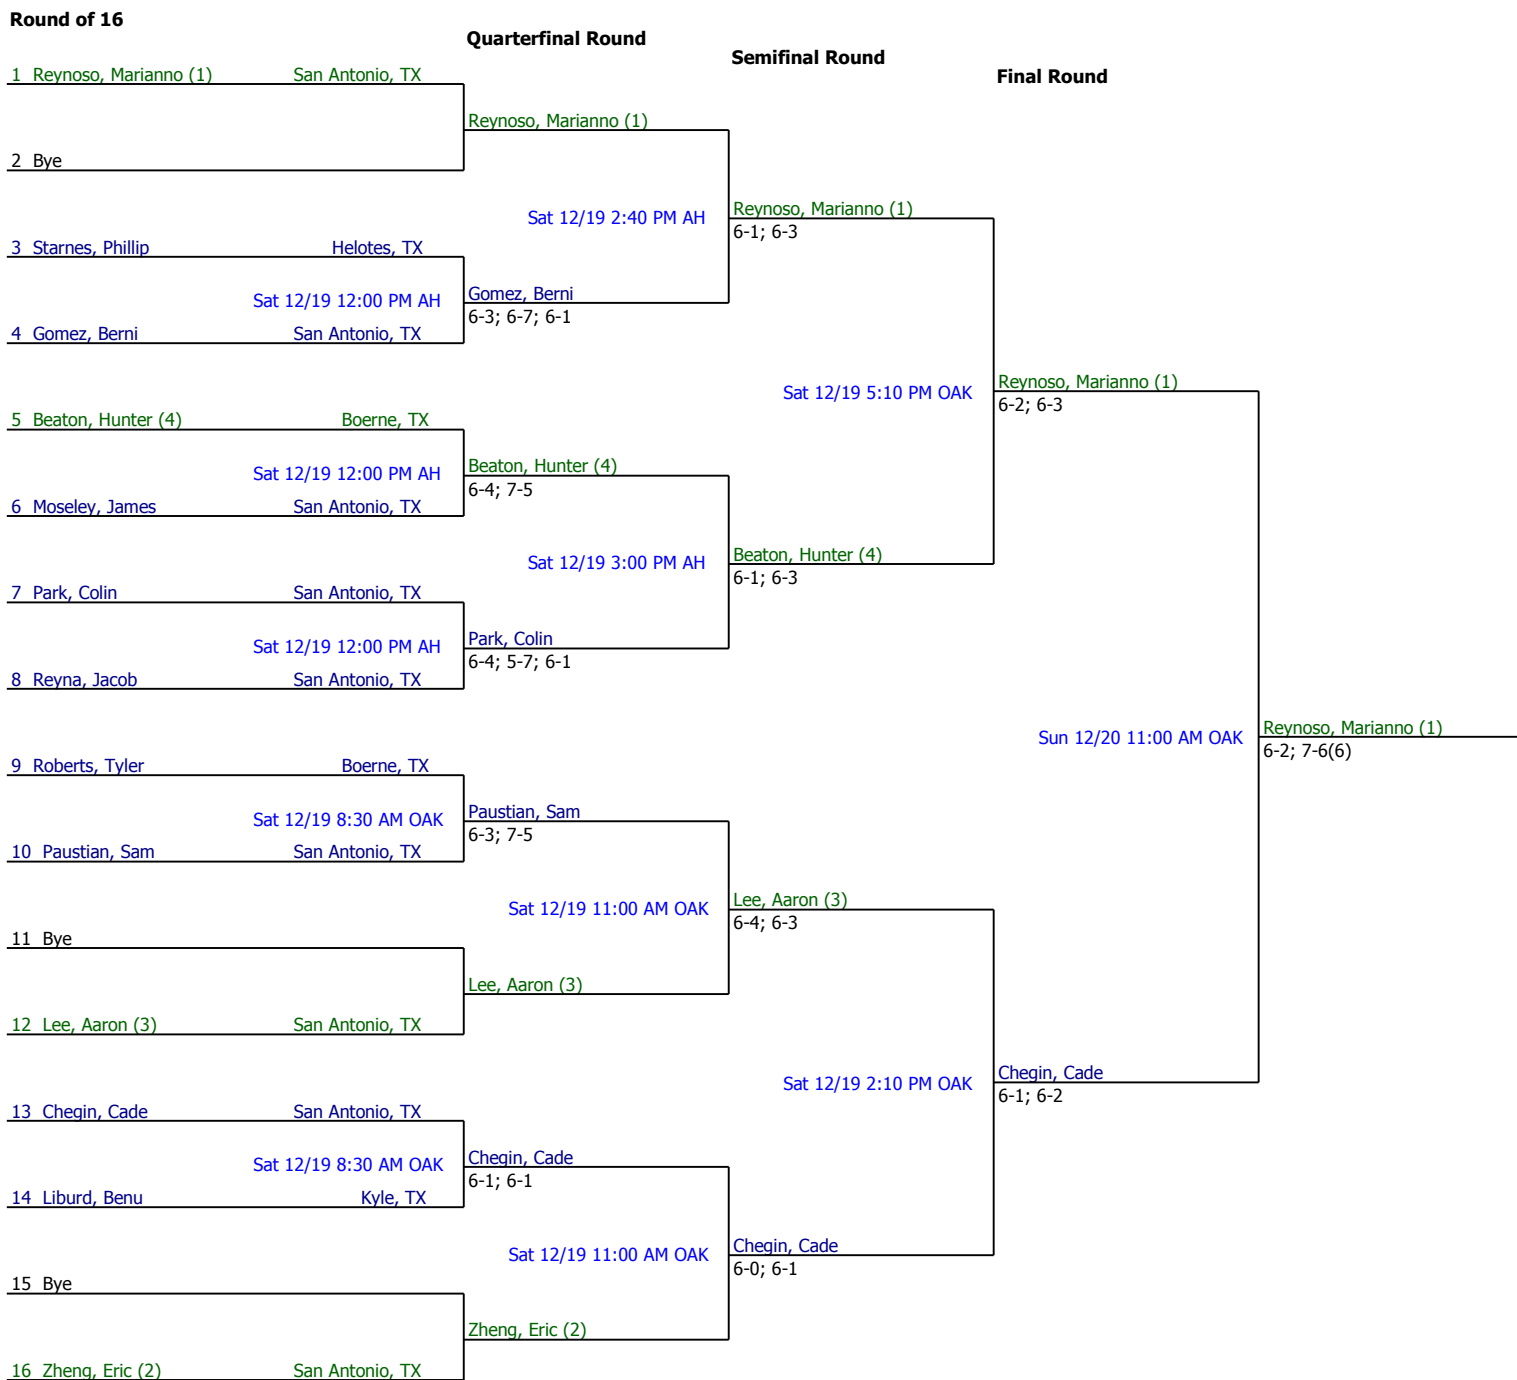 Round of 16
Quarterfinal Round
Semifinal Round
Final Round
1 Reynoso, Marianno (1) San Antonio, TX
Reynoso, Marianno (1)
2 Bye
Sat 12/19 2:40 PM AH
Reynoso, Marianno (1)
6-1; 6-3
3 Starnes, Phillip Helotes, TX
Sat 12/19 12:00 PM AH
Gomez, Berni
6-3; 6-7; 6-1
4 Gomez, Berni San Antonio, TX
Sat 12/19 5:10 PM OAK
Reynoso, Marianno (1)
6-2; 6-3
5 Beaton, Hunter (4) Boerne, TX
Sat 12/19 12:00 PM AH
Beaton, Hunter (4)
6-4; 7-5
6 Moseley, James San Antonio, TX
Sat 12/19 3:00 PM AH
Beaton, Hunter (4)
6-1; 6-3
7 Park, Colin San Antonio, TX
Sat 12/19 12:00 PM AH
Park, Colin
6-4; 5-7; 6-1
8 Reyna, Jacob San Antonio, TX
Sun 12/20 11:00 AM OAK
Reynoso, Marianno (1)
6-2; 7-6(6)
9 Roberts, Tyler Boerne, TX
Sat 12/19 8:30 AM OAK
Paustian, Sam
6-3; 7-5
10 Paustian, Sam San Antonio, TX
Sat 12/19 11:00 AM OAK
Lee, Aaron (3)
6-4; 6-3
11 Bye
Lee, Aaron (3)
12 Lee, Aaron (3) San Antonio, TX
Sat 12/19 2:10 PM OAK
Chegin, Cade
6-1; 6-2
13 Chegin, Cade San Antonio, TX
Sat 12/19 8:30 AM OAK
Chegin, Cade
6-1; 6-1
14 Liburd, Benu Kyle, TX
Sat 12/19 11:00 AM OAK
Chegin, Cade
6-0; 6-1
15 Bye
Zheng, Eric (2)
16 Zheng, Eric (2) San Antonio, TX